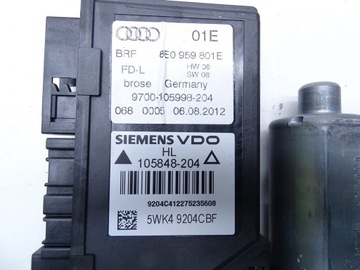 01E
BRF 8E0 959 801E
HW 06
FD-L SW 06
brose Germany
9700-105998-204
068 0005 06.08.2012
SIEMENS VDO
HL
105848-204
9204C412275235608
5WK4 9204CBF